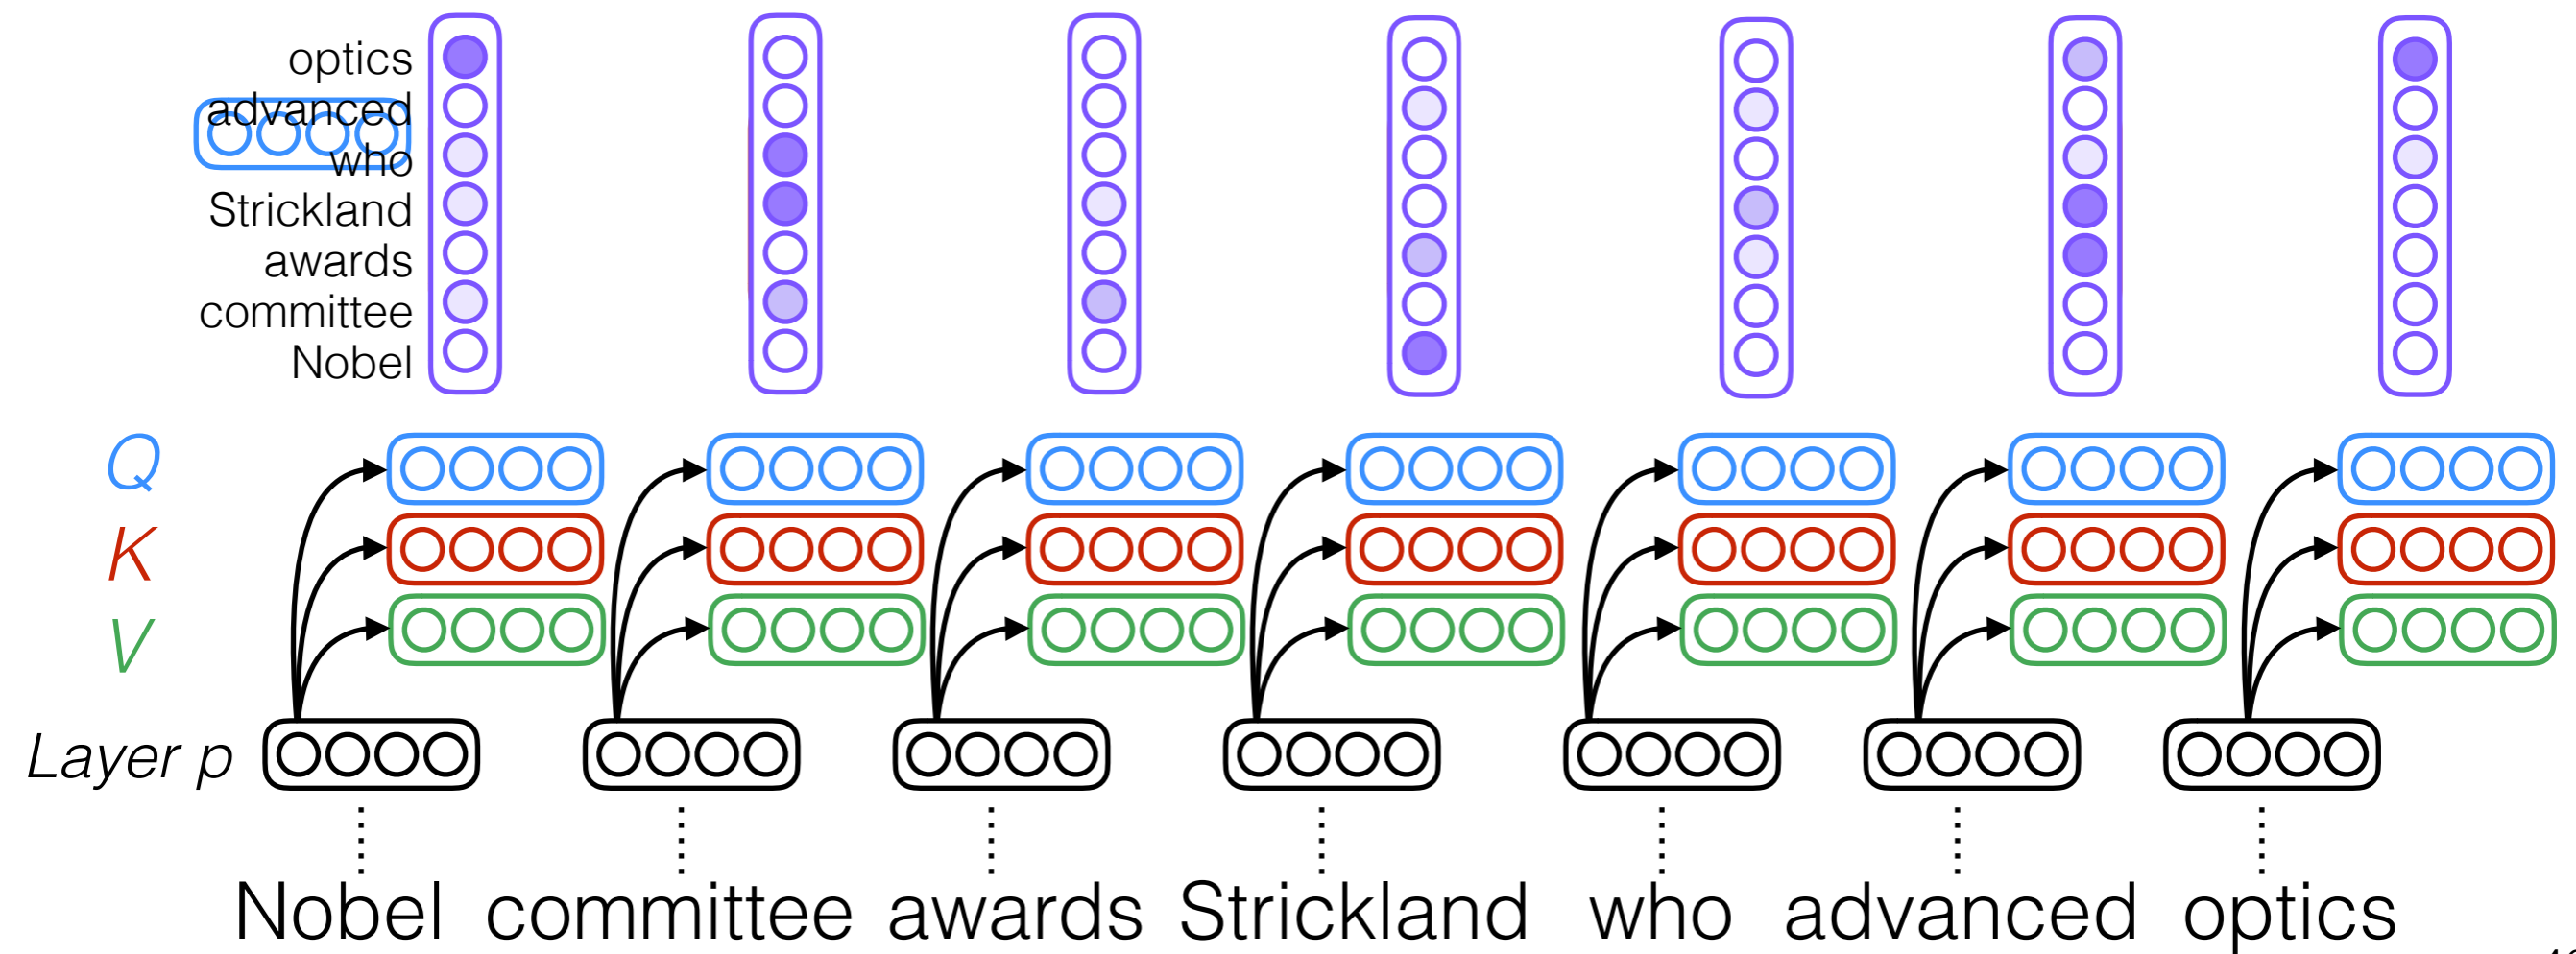 optics
advanced
who
Strickland
awards
committee
Nobel
Q
K
V
Layer p
Nobel committee awards Strickland who advanced optics